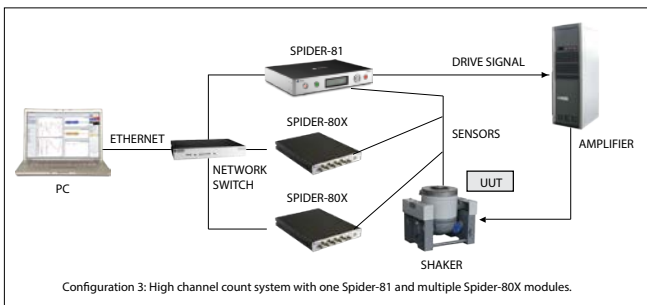 SPIDER-81
DRIVE SIGNAL
ETHERNET
SPIDER-80X
SENSORS
AMPLIFIER
PC
NETWORK
SWITCH
SPIDER-80X
UUT
SHAKER
Configuration 3: High channel count system with one Spider-81 and multiple Spider-80X modules.